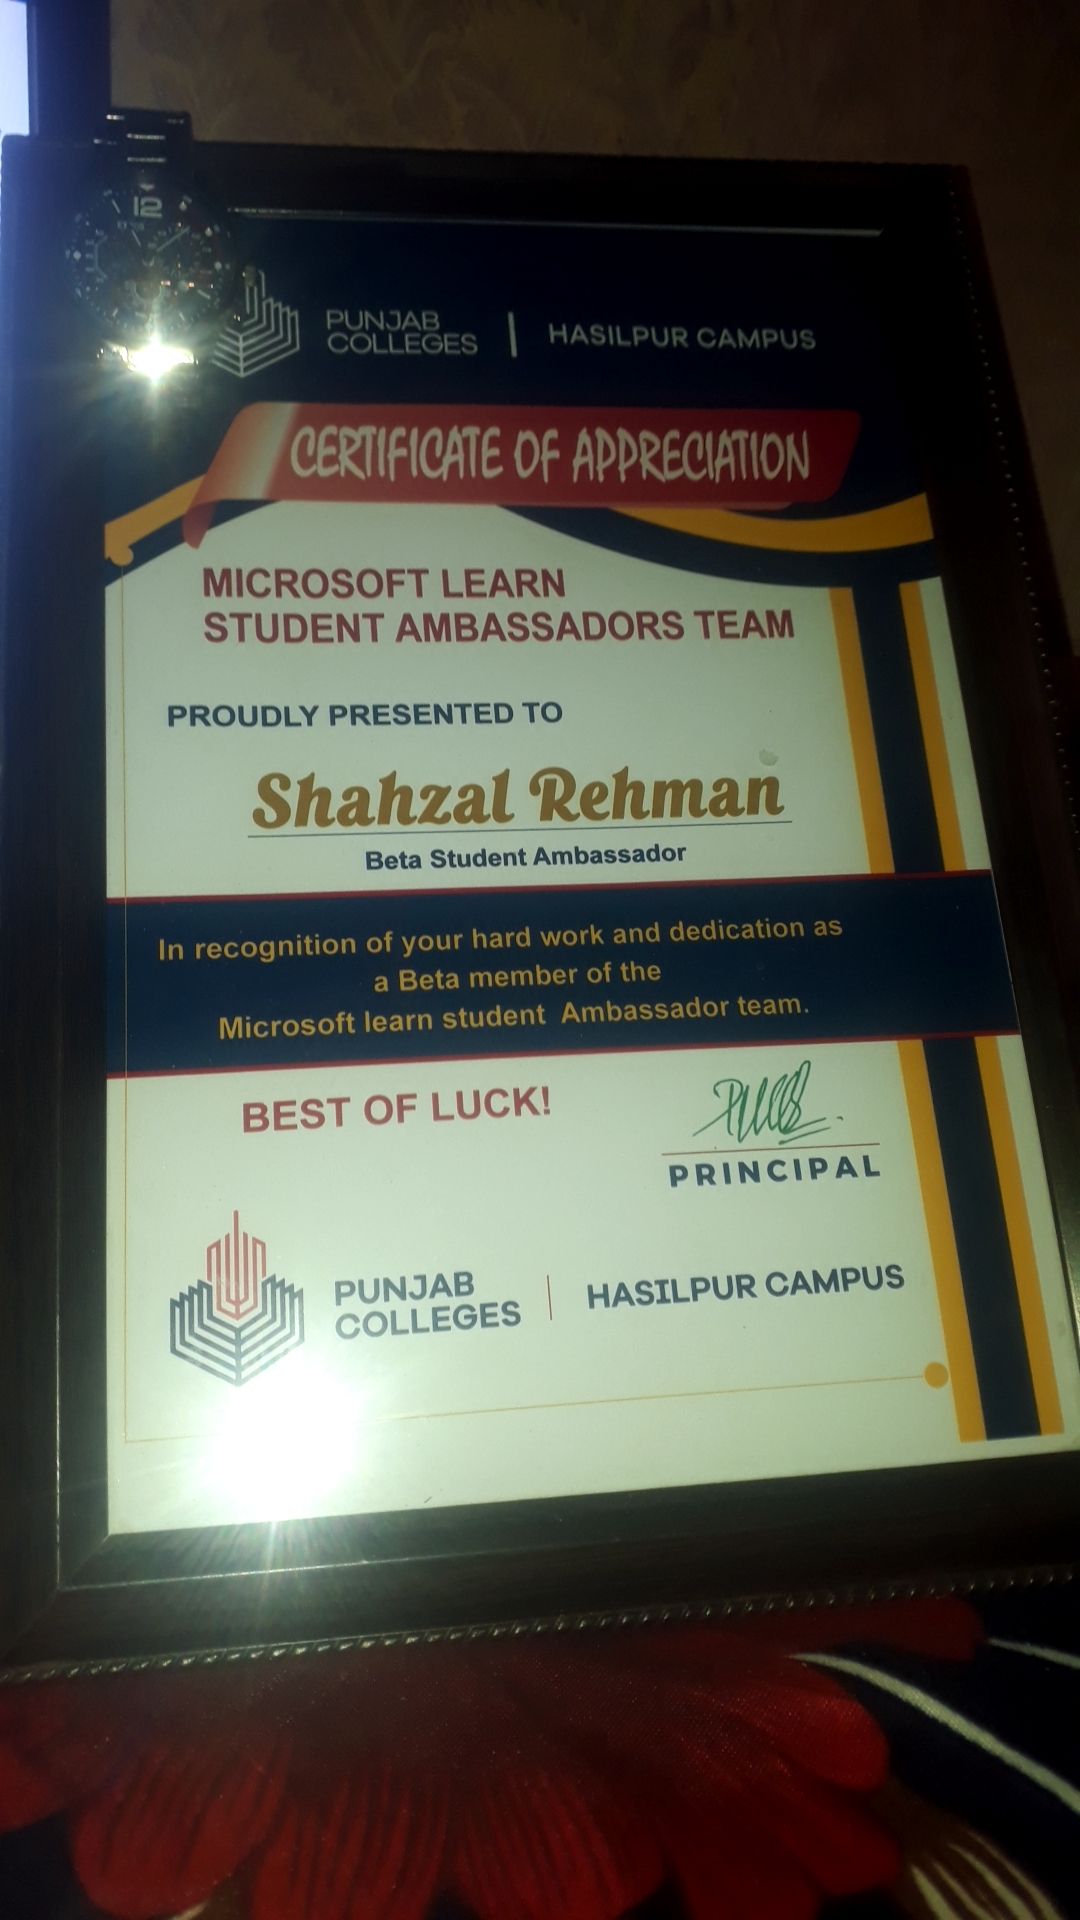 12
PUNJAB
COLLEGES
HASILPUR CAMPUS
CERTIFICATE OF APPRECIATION
MICROSOFT LEARN
STUDENT AMBASSADORS TEAM
PROUDLY PRESENTED TO
Shahzal Rehman
Beta Student Ambassador
In recognition of your hard work and dedication as
a Beta member of the
Microsoft learn student Ambassador team.
BEST OF LUCK!
PRINCIPAL
PUNJAB
COLLEGES
HASILPUR CAMPUS